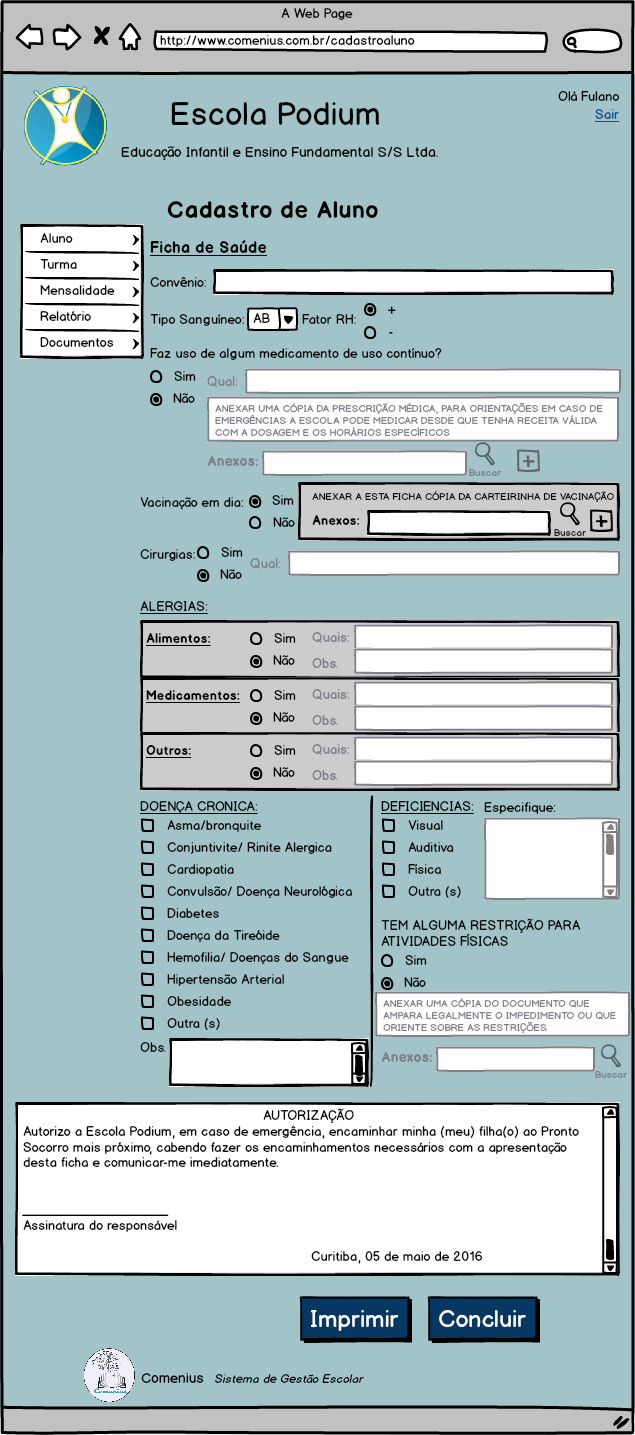 A Web Page
http://www.comenius.com.br/cadastroaluno
Olá Fulano
Sair
Escola Podium
Educação Infantil e Ensino Fundamental S/S Ltda.
Cadastro de Aluno
Aluno
Turma
Mensalidade
Relatório
Documentos
Ficha de Saúde
Convênio:
Tipo Sanguíneo: AB Fator RH: +
-
Faz uso de algum medicamento de uso contínuo?
Sim Qual:
Não
ANEXAR UMA CÓPIA DA PRESCRIÇÃO MÉDICA, PARA ORIENTAÇÕES EM CASO DE
EMERGÊNCIAS A ESCOLA PODE MEDICAR DESDE QUE TENHA RECEITA VÁLIDA
COM A DOSAGEM E OS HORÁRIOS ESPECÍFICOS
Anexos:
Buscar
Vacinação em dia: Sim
Não
ANEXAR A ESTA FICHA CÓPIA DA CARTEIRINHA DE VACINAÇÃO
Anexos:
Buscar
Cirurgias: Sim
Não
Qual:
ALERGIAS:
Alimentos: Sim Quais:
Não Obs.
Medicamentos: Sim Quais:
Não Obs.
Outros: Sim Quais:
Não Obs.
DOENÇA CRONICA:
Asma/bronquite
Conjuntivite/ Rinite Alergica
Cardiopatia
Convulsão/ Doença Neurológica
Diabetes
Doença da Tireóide
Hemofilia/ Doenças do Sangue
Hipertensão Arterial
Obesidade
Outra (s)
Obs.
DEFICIENCIAS: Especifique:
Visual
Auditiva
Física
Outra (s)
TEM ALGUMA RESTRIÇÃO PARA
ATIVIDADES FÍSICAS
Sim
Não
ANEXAR UMA CÓPIA DO DOCUMENTO QUE
AMPARA LEGALMENTE O IMPEDIMENTO OU QUE
ORIENTE SOBRE AS RESTRIÇÕES.
Anexos:
Buscar
AUTORIZAÇÃO
Autorizo a Escola Podium, em caso de emergência, encaminhar minha (meu) filha(o) ao Pronto
Socorro mais próximo, cabendo fazer os encaminhamentos necessários com a apresentação
desta ficha e comunicar-me imediatamente.
Assinatura do responsável
Curitiba, 05 de maio de 2016
Imprimir
Concluir
Comenius
Comenius Sistema de Gestão Escolar